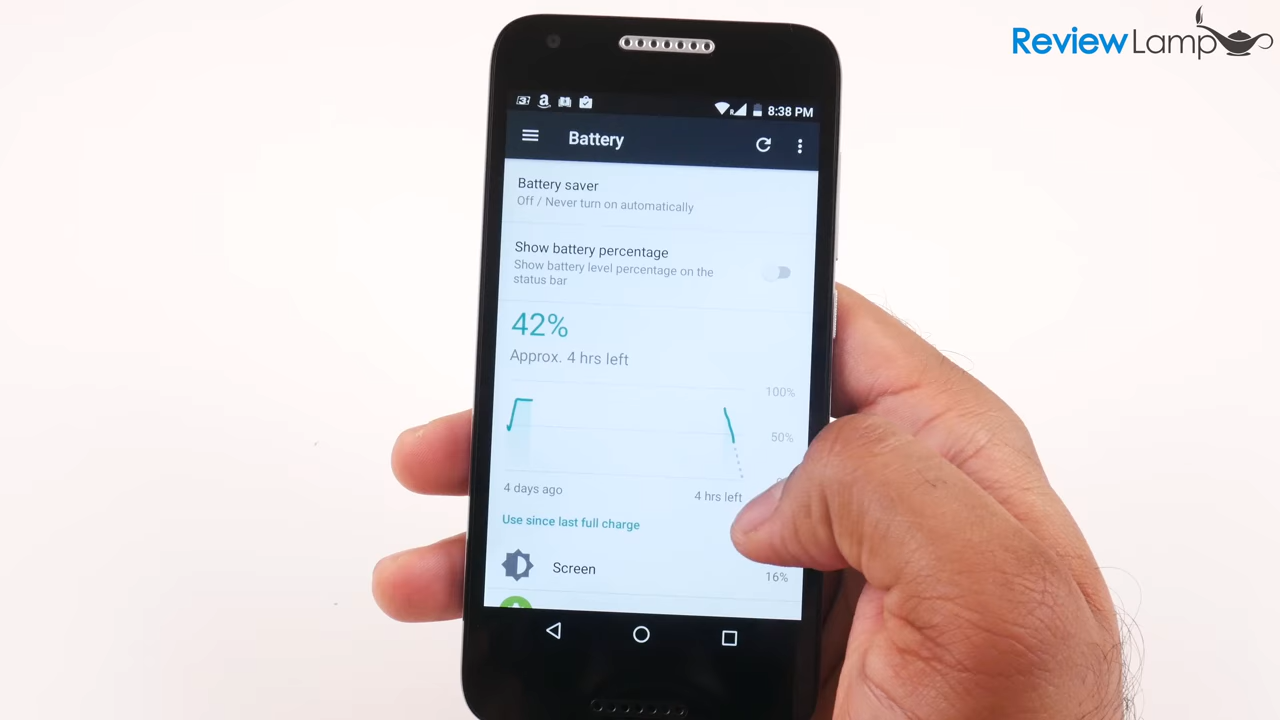 Review Lamp
8:38 PM
Battery
Battery saver
Off / Never turn on automatically
Show battery percentage
Show battery level percentage on the
status bar
42%
Approx. 4 hrs left
100%
50%
4 days ago
4 hrs left
Use since last full charge
Screen
16%